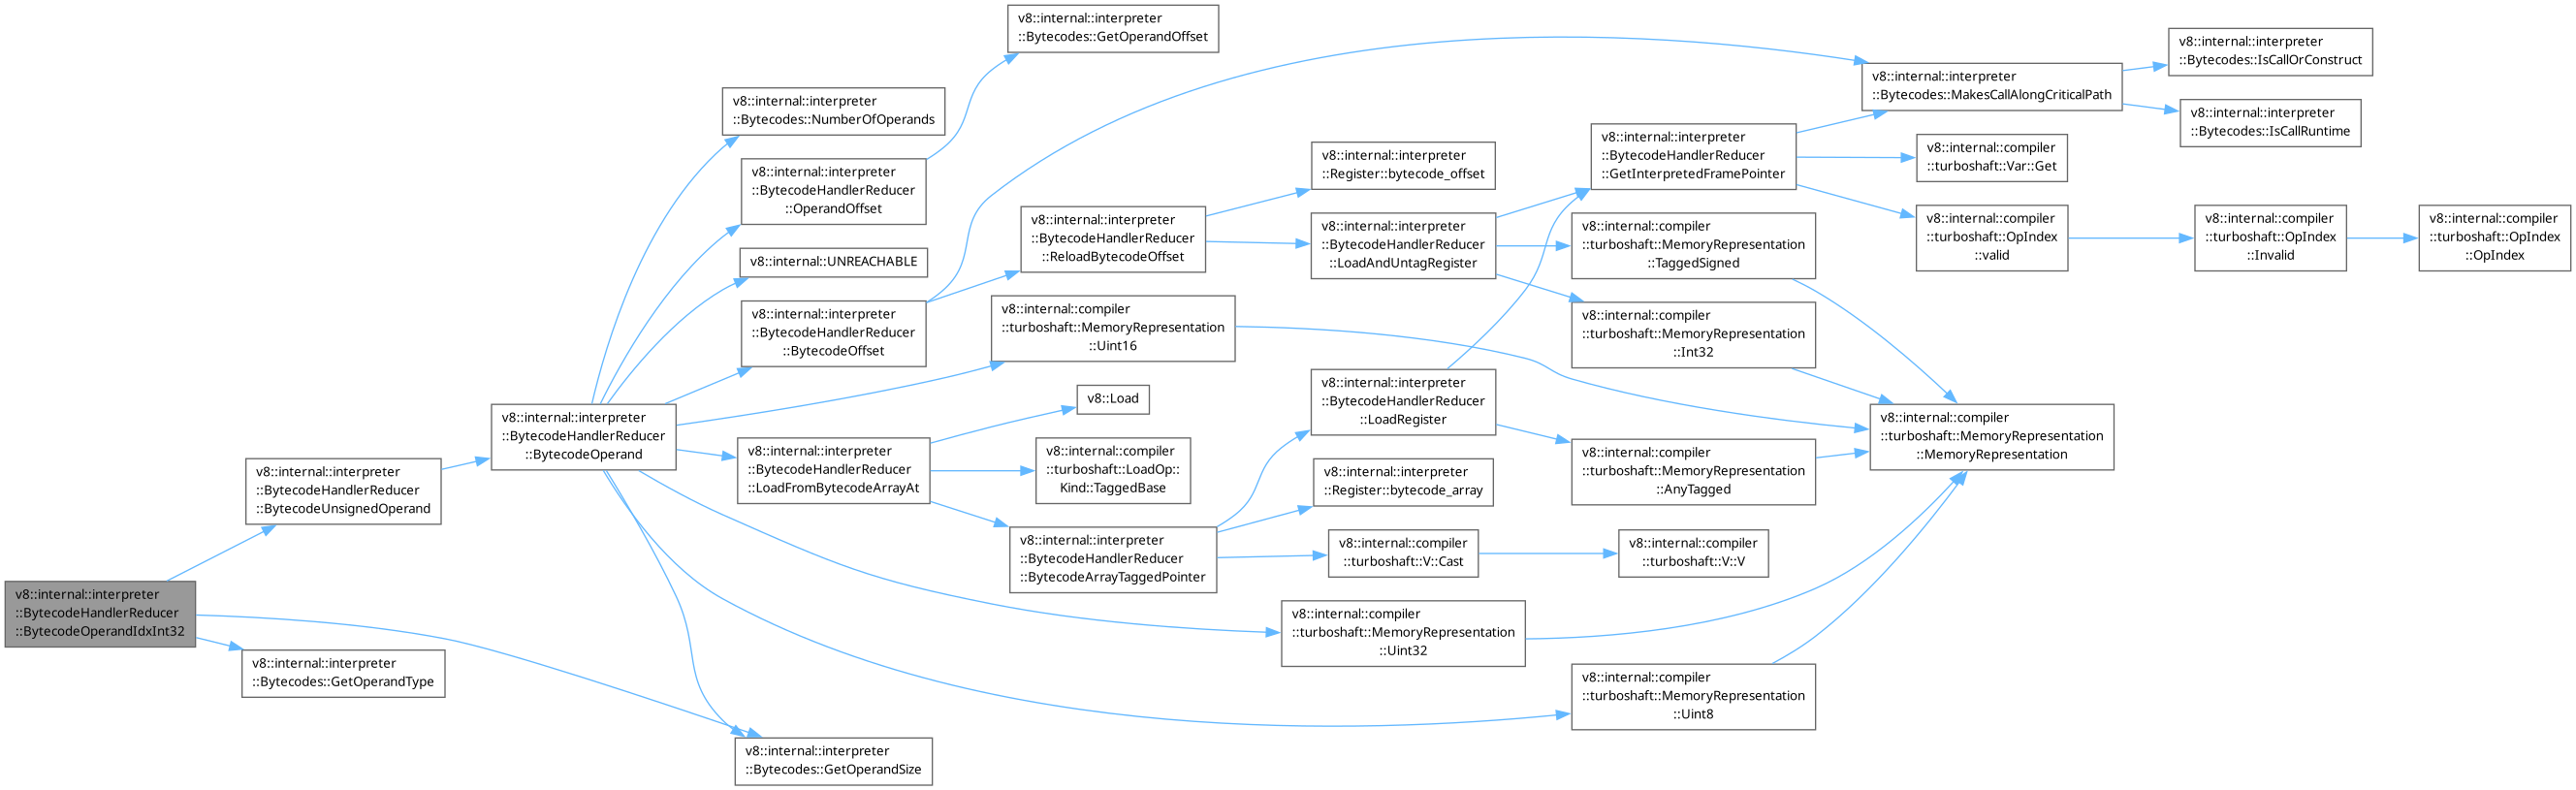 v8::internal::interpreter
::BytecodeHandlerReducer
::BytecodeOperandIdxInt32
v8::internal::interpreter
::BytecodeHandlerReducer
::BytecodeUnsignedOperand
v8::internal::interpreter
::Bytecodes::GetOperandType
v8::internal::interpreter
::BytecodeHandlerReducer
::BytecodeOperand
v8::internal::interpreter
::Bytecodes::NumberOfOperands
v8::internal::interpreter
::BytecodeHandlerReducer
::OperandOffset
v8::internal::UNREACHABLE
v8::internal::interpreter
::BytecodeHandlerReducer
::BytecodeOffset
v8::internal::interpreter
::BytecodeHandlerReducer
::LoadFromBytecodeArrayAt
v8::internal::interpreter
::Bytecodes::GetOperandSize
v8::internal::interpreter
::Bytecodes::GetOperandOffset
v8::internal::interpreter
::BytecodeHandlerReducer
::ReloadBytecodeOffset
v8::internal::compiler
::turboshaft::MemoryRepresentation
::Uint16
v8::Load
v8::internal::compiler
::turboshaft::LoadOp::
Kind::TaggedBase
v8::internal::interpreter
::BytecodeHandlerReducer
::BytecodeArrayTaggedPointer
v8::internal::interpreter
::Register::bytecode_offset
v8::internal::interpreter
::BytecodeHandlerReducer
::LoadAndUntagRegister
v8::internal::interpreter
::BytecodeHandlerReducer
::LoadRegister
v8::internal::interpreter
::Register::bytecode_array
v8::internal::compiler
::turboshaft::V::Cast
v8::internal::compiler
::turboshaft::MemoryRepresentation
::Uint32
v8::internal::interpreter
::BytecodeHandlerReducer
::GetInterpretedFramePointer
v8::internal::compiler
::turboshaft::MemoryRepresentation
::TaggedSigned
v8::internal::compiler
::turboshaft::MemoryRepresentation
::Int32
v8::internal::compiler
::turboshaft::MemoryRepresentation
::AnyTagged
v8::internal::compiler
::turboshaft::V::V
v8::internal::compiler
::turboshaft::MemoryRepresentation
::Uint8
v8::internal::interpreter
::Bytecodes::MakesCallAlongCriticalPath
v8::internal::compiler
::turboshaft::Var::Get
v8::internal::compiler
::turboshaft::OpIndex
::valid
v8::internal::compiler
::turboshaft::MemoryRepresentation
::MemoryRepresentation
v8::internal::interpreter
::Bytecodes::IsCallOrConstruct
v8::internal::interpreter
::Bytecodes::IsCallRuntime
v8::internal::compiler
::turboshaft::OpIndex
::Invalid
v8::internal::compiler
::turboshaft::OpIndex
::OpIndex